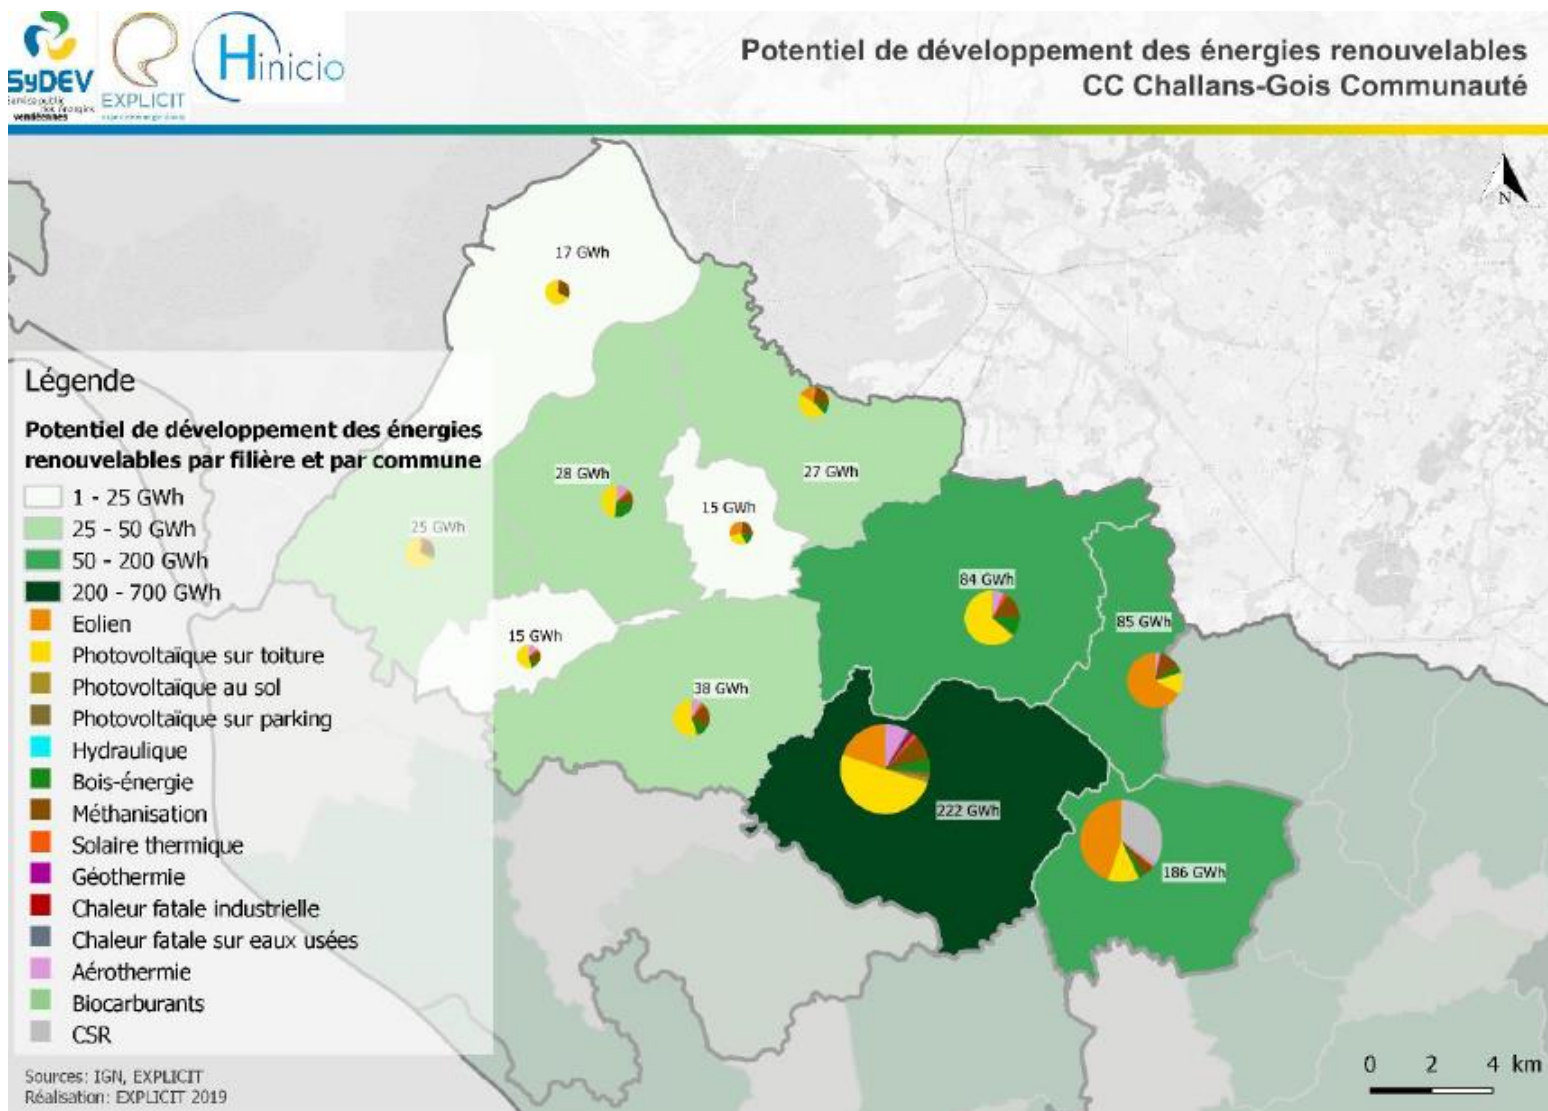 SyDEV
Service public
des énergies
vendéennes
EXPLICIT
Hinicio
Potentiel de développement des énergies renouvelables
CC Challans-Gois Communauté
N
17 GWh
27 GWh
28 GWh
15 GWh
25 GWh
84 GWh
85 GWh
15 GWh
38 GWh
222 GWh
186 GWh
Légende
Potentiel de développement des énergies
renouvelables par filière et par commune
1 - 25 GWh
25 - 50 GWh
50 - 200 GWh
200 - 700 GWh
Eolien
Photovoltaïque sur toiture
Photovoltaïque au sol
Photovoltaïque sur parking
Hydraulique
Bois-énergie
Méthanisation
Solaire thermique
Géothermie
Chaleur fatale industrielle
Chaleur fatale sur eaux usées
Aérothermie
Biocarburants
CSR
Sources: IGN, EXPLICIT
Réalisation: EXPLICIT 2019
0 2 4 km